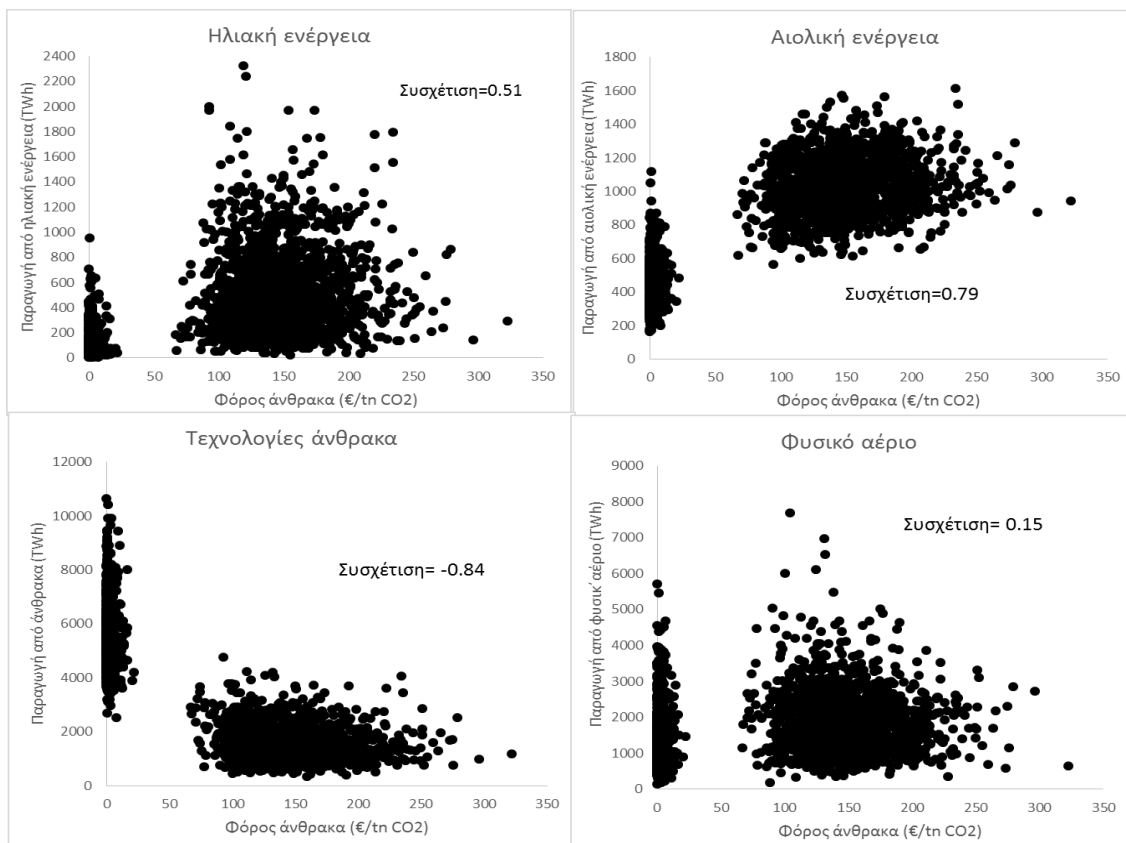 Ηλιακή ενέργεια
Συσχέτιση=0.51
Παραγωγή από ηλιακή ενέργεια (TWh)
2400
2200
2000
1800
1600
1400
1200
1000
800
600
400
200
0
0 50 100 150 200 250 300 350
Φόρος άνθρακα (€/tn CO2)
Αιολική ενέργεια
Συσχέτιση=0.79
Παραγωγή από αιολική ενέργεια (TWh)
1800
1600
1400
1200
1000
800
600
400
200
0
0 50 100 150 200 250 300 350
Φόρος άνθρακα (€/tn CO2)
Τεχνολογίες άνθρακα
Συσχέτιση= -0.84
Παραγωγή από άνθρακα (TWh)
12000
10000
8000
6000
4000
2000
0
0 50 100 150 200 250 300 350
Φόρος άνθρακα (€/tn CO2)
Φυσικό αέριο
Συσχέτιση= 0.15
Παραγωγή από φυσικ΄ αέριο (TWh)
9000
8000
7000
6000
5000
4000
3000
2000
1000
0
0 50 100 150 200 250 300 350
Φόρος άνθρακα (€/tn CO2)